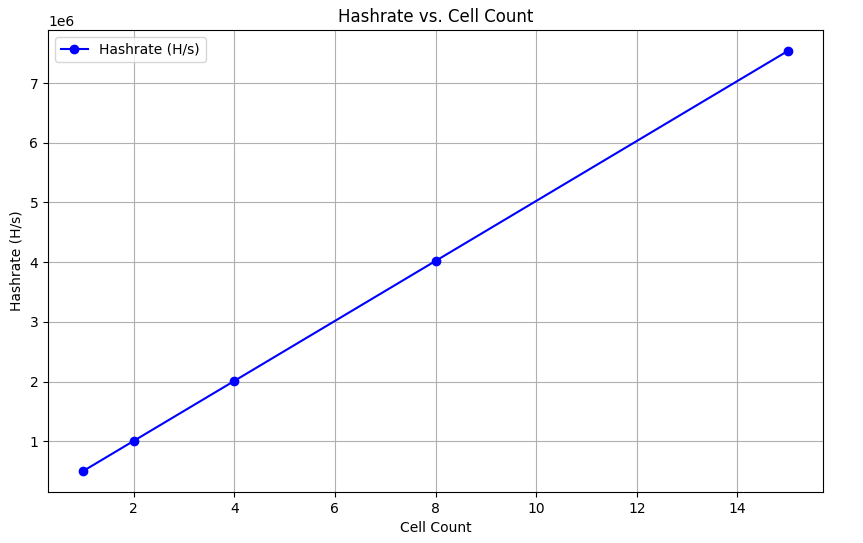 Hashrate vs. Cell Count
1e6
Hashrate (H/s)
7
6
5
4
3
2
1
Hashrate (H/s)
2 4 6 8 10 12 14
Cell Count